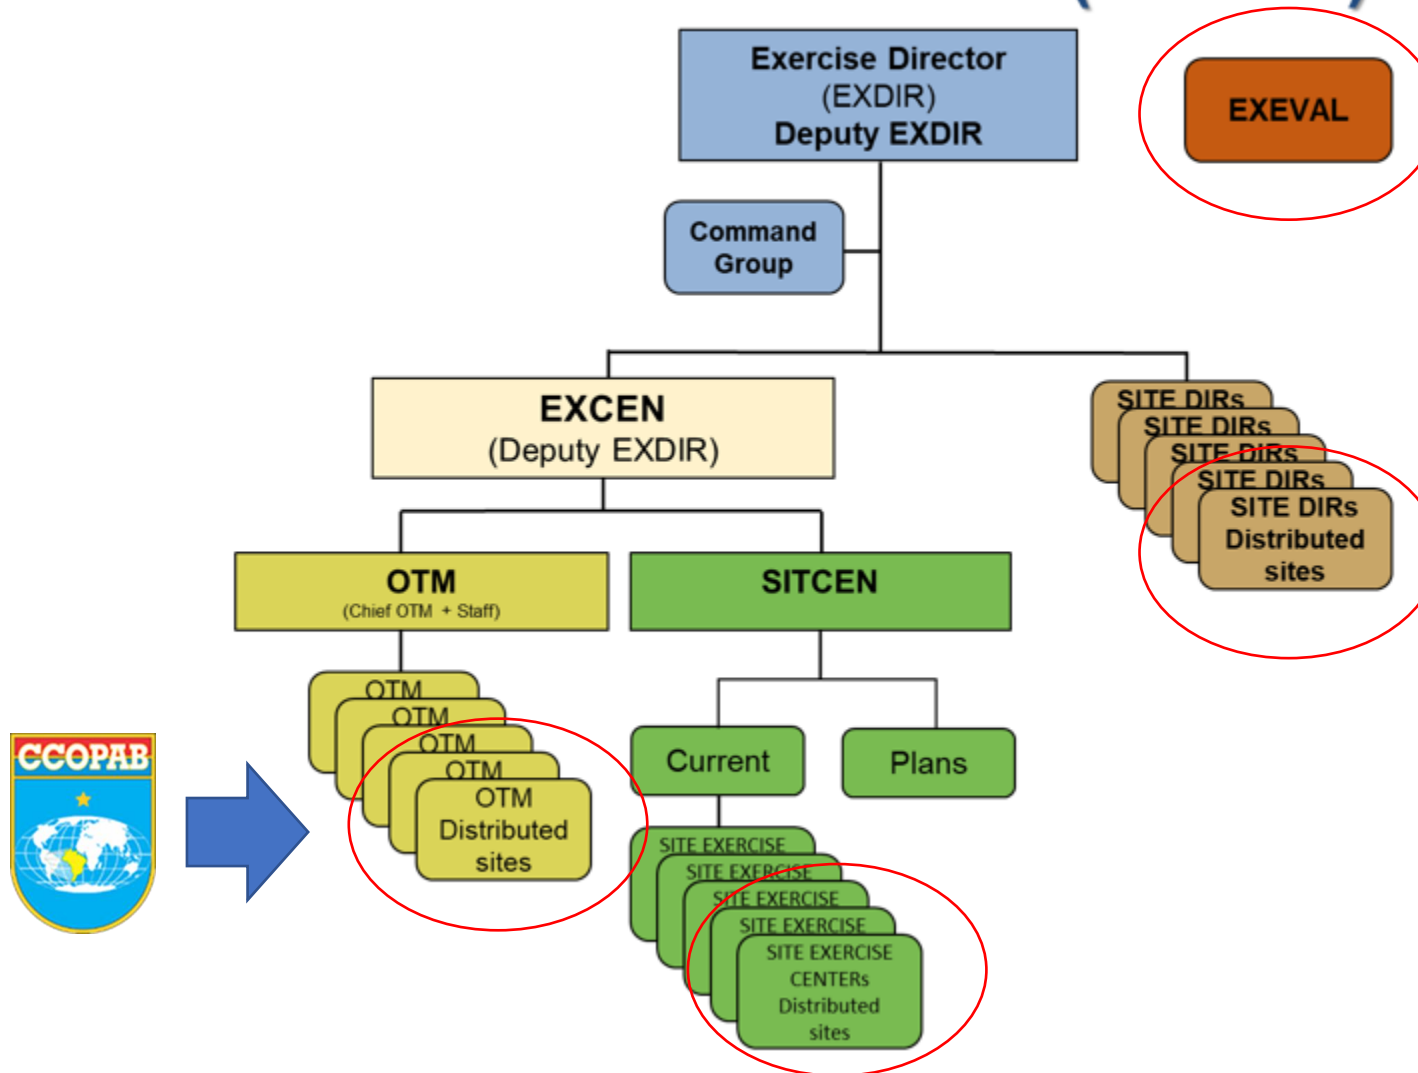 Exercise Director
(EXDIR)
Deputy EXDIR
EXEVAL
Command
Group
EXCEN
(Deputy EXDIR)
SITE DIRs
SITE DIRs
SITE DIRs
SITE DIRs
SITE DIRs
Distributed
sites
OTM
(Chief OTM + Staff)
SITCEN
OTM
OTM
OTM
OTM
OTM
Distributed
sites
Current
Plans
CCOPAB
SITE EXERCISE
SITE EXERCISE
SITE EXERCISE
SITE EXERCISE
SITE EXERCISE
CENTERs
Distributed
sites